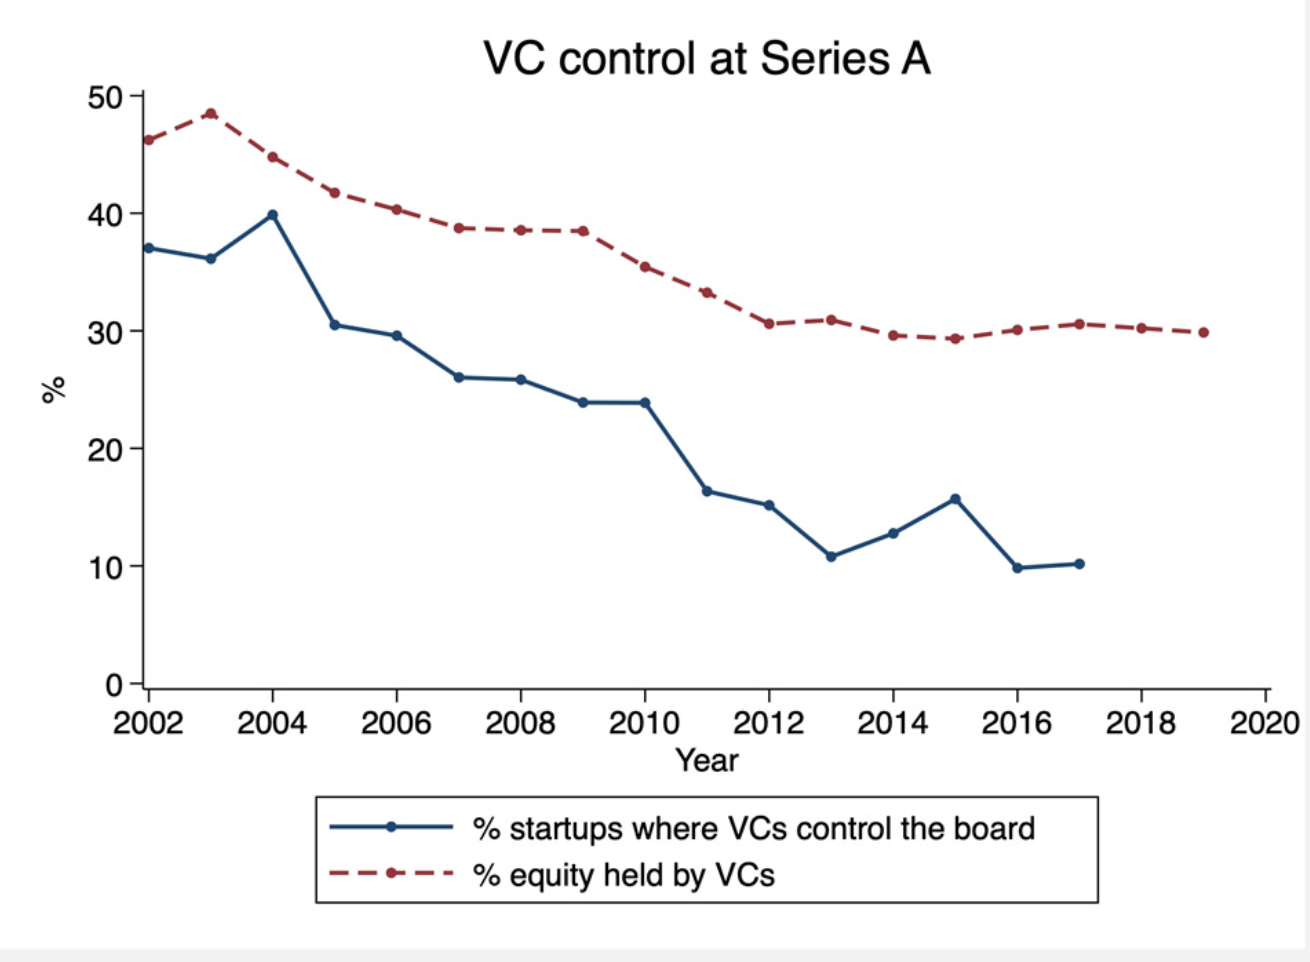 VC control at Series A
50
40
30
20
10
0
%
2002 2004 2006 2008 2010 2012 2014 2016 2018 2020
Year
% startups where VCs control the board
% equity held by VCs